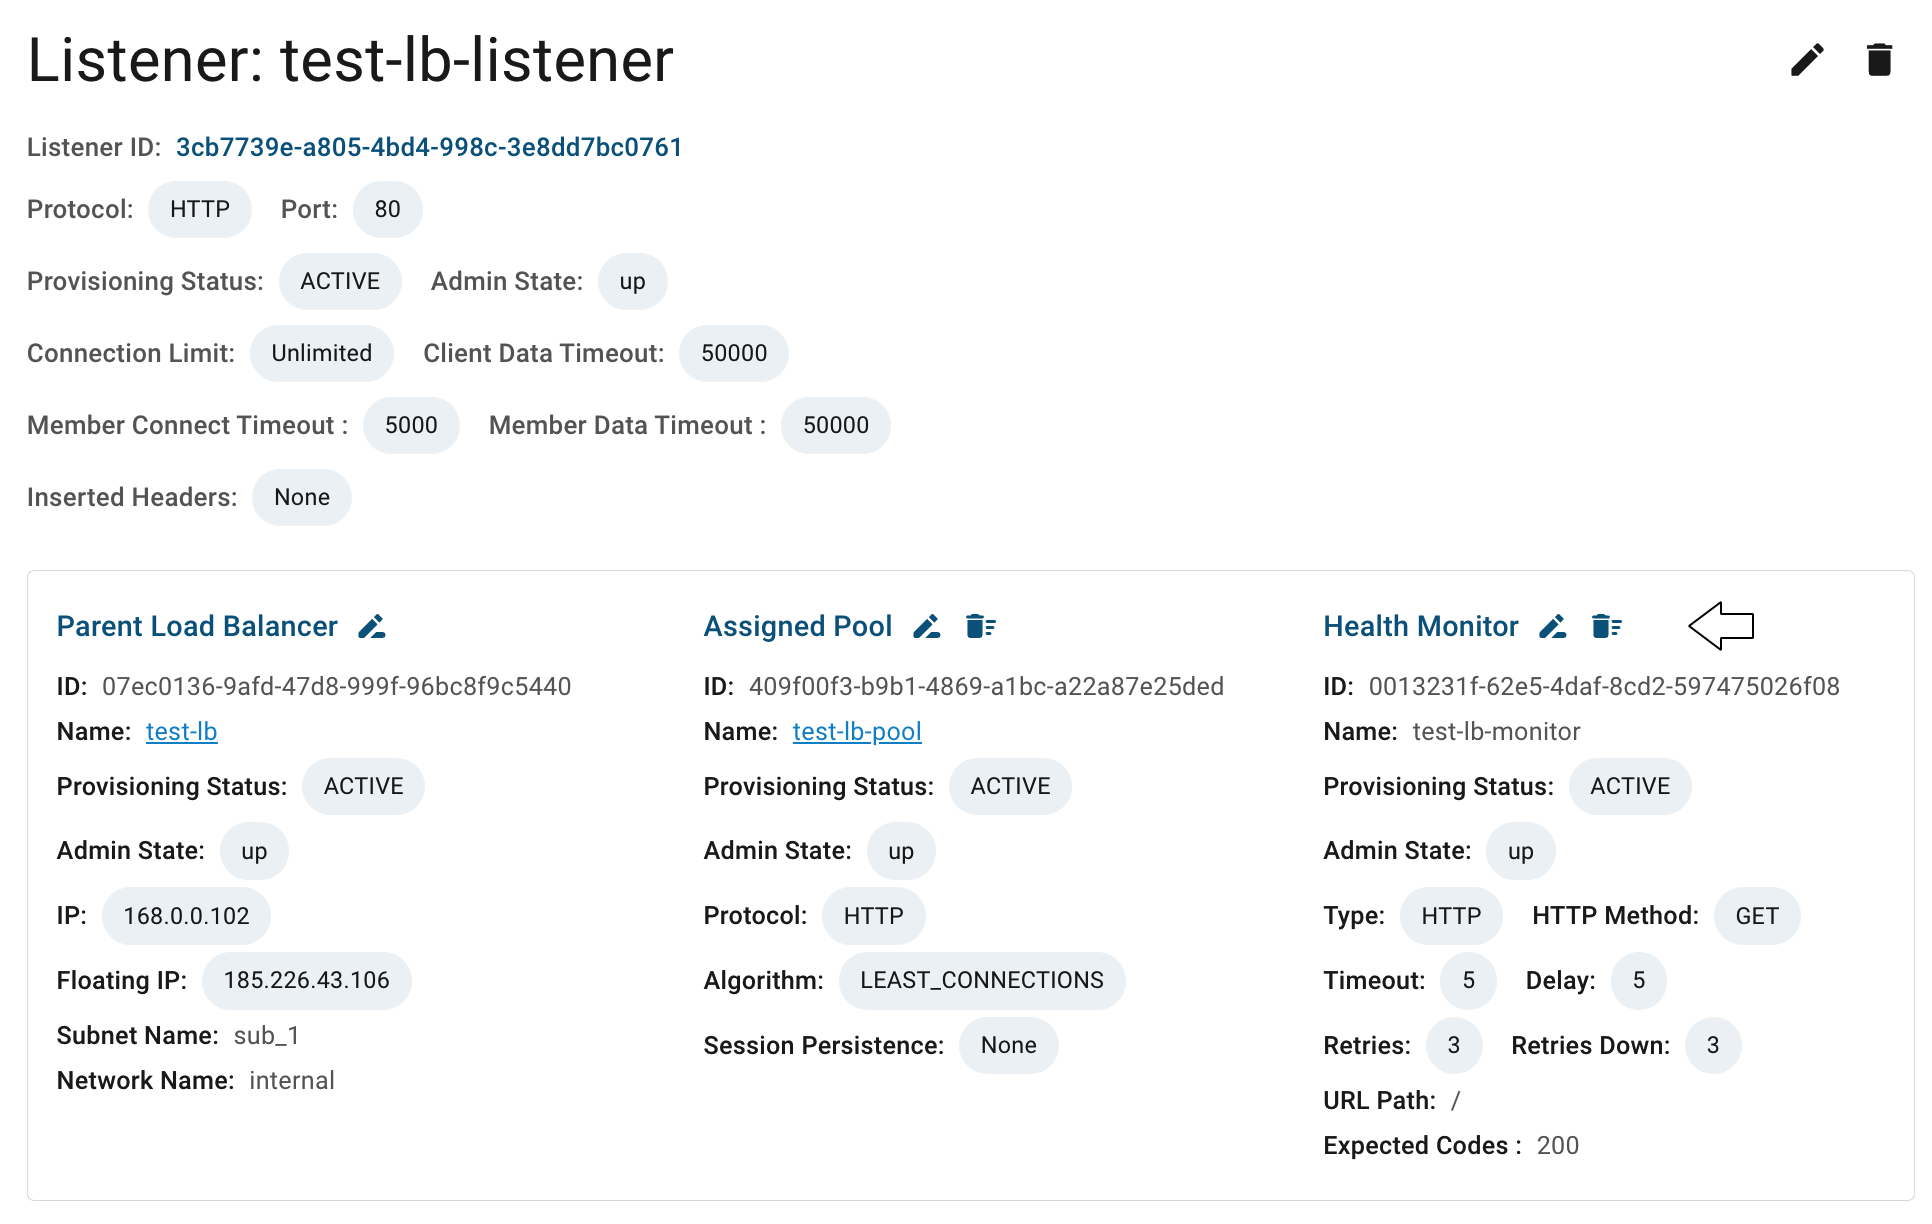 Listener: test-lb-listener
Listener ID: 3cb7739e-a805-4bd4-998c-3e8dd7bc0761
Protocol: HTTP Port: 80
Provisioning Status: ACTIVE Admin State: up
Connection Limit: Unlimited Client Data Timeout: 50000
Member Connect Timeout : 5000 Member Data Timeout : 50000
Inserted Headers: None
Parent Load Balancer
ID: 07ec0136-9afd-47d8-999f-96bc8f9c5440
Name: test-lb
Provisioning Status: ACTIVE
Admin State: up
IP: 168.0.0.102
Floating IP: 185.226.43.106
Subnet Name: sub_1
Network Name: internal
Assigned Pool
ID: 409f00f3-b9b1-4869-a1bc-a22a87e25ded
Name: test-lb-pool
Provisioning Status: ACTIVE
Admin State: up
Protocol: HTTP
Algorithm: LEAST_CONNECTIONS
Session Persistence: None
Health Monitor
ID: 0013231f-62e5-4daf-8cd2-597475026f08
Name: test-lb-monitor
Provisioning Status: ACTIVE
Admin State: up
Type: HTTP HTTP Method: GET
Timeout: 5 Delay: 5
Retries: 3 Retries Down: 3
URL Path: /
Expected Codes : 200